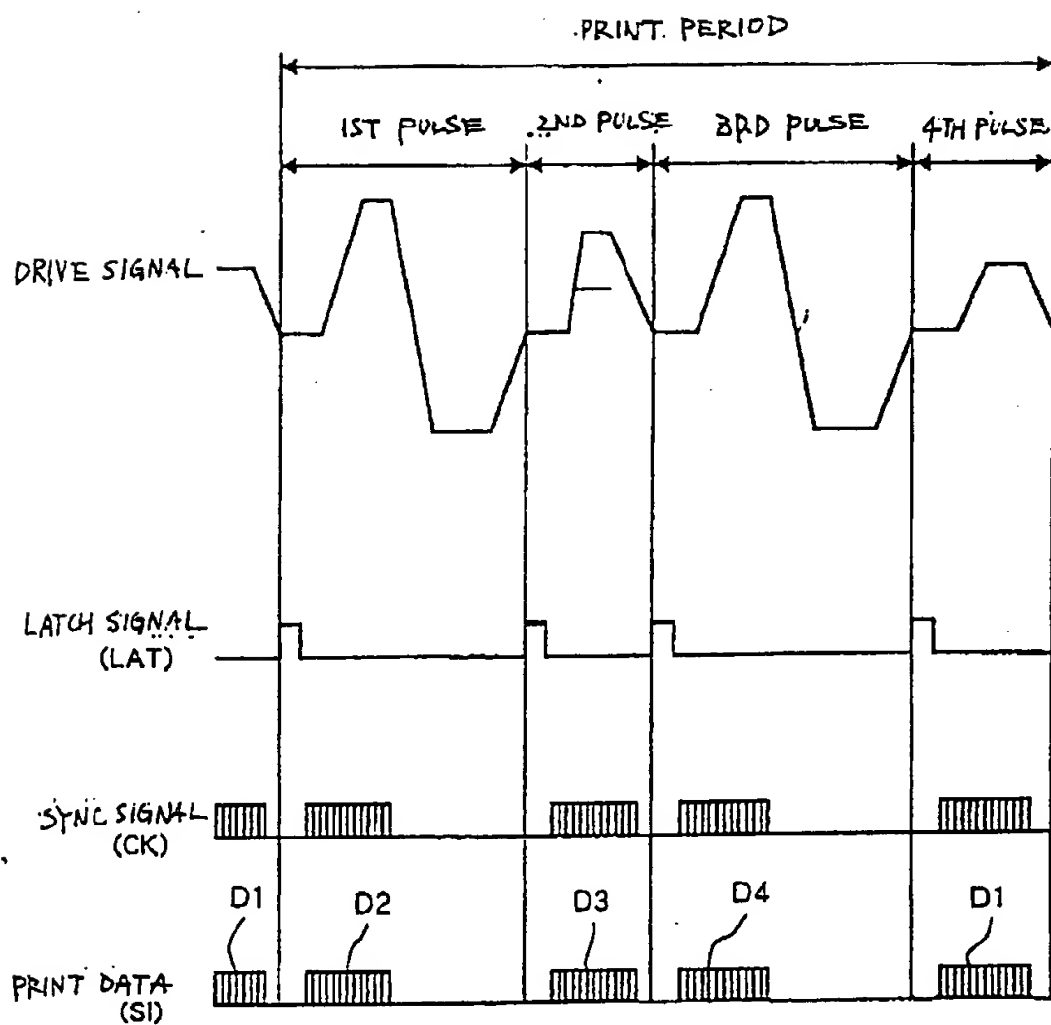 PRINT PERIOD
1ST PULSE
2ND PULSE
3RD PULSE
4TH PULSE
DRIVE SIGNAL
LATCH SIGNAL
(LAT)
SYNC SIGNAL
(CK)
D1
D2
D3
D4
D1
PRINT DATA
(SI)